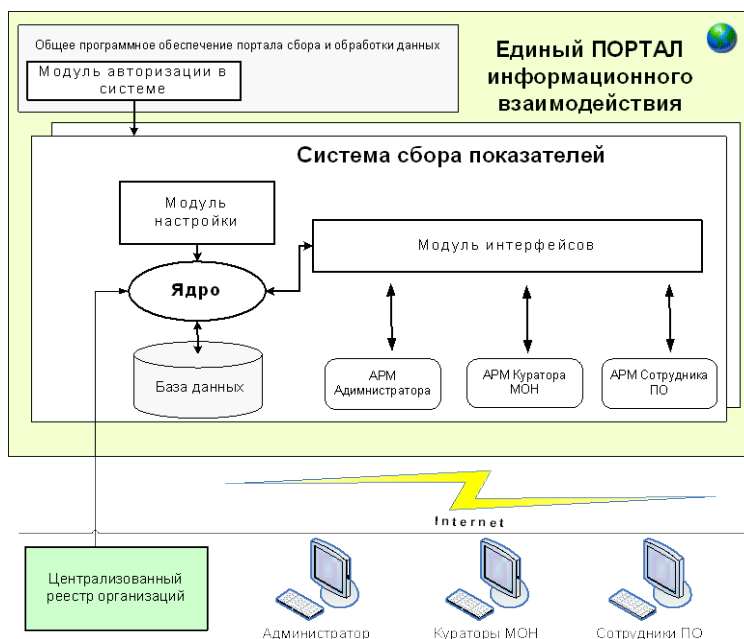 Общее программное обеспечение портала сбора и обработки данных
Модуль авторизации в
системе
Единый ПОРТАЛ
информационного
взаимодействия
Система сбора показателей
Модуль
настройки
Модуль интерфейсов
Ядро
База данных
АРМ
Адиминистратора
АРМ Куратора
МОН
АРМ Сотрудника
ПО
Internet
Централизованный
реестр организаций
Администратор
Кураторы МОН
Сотрудники ПО